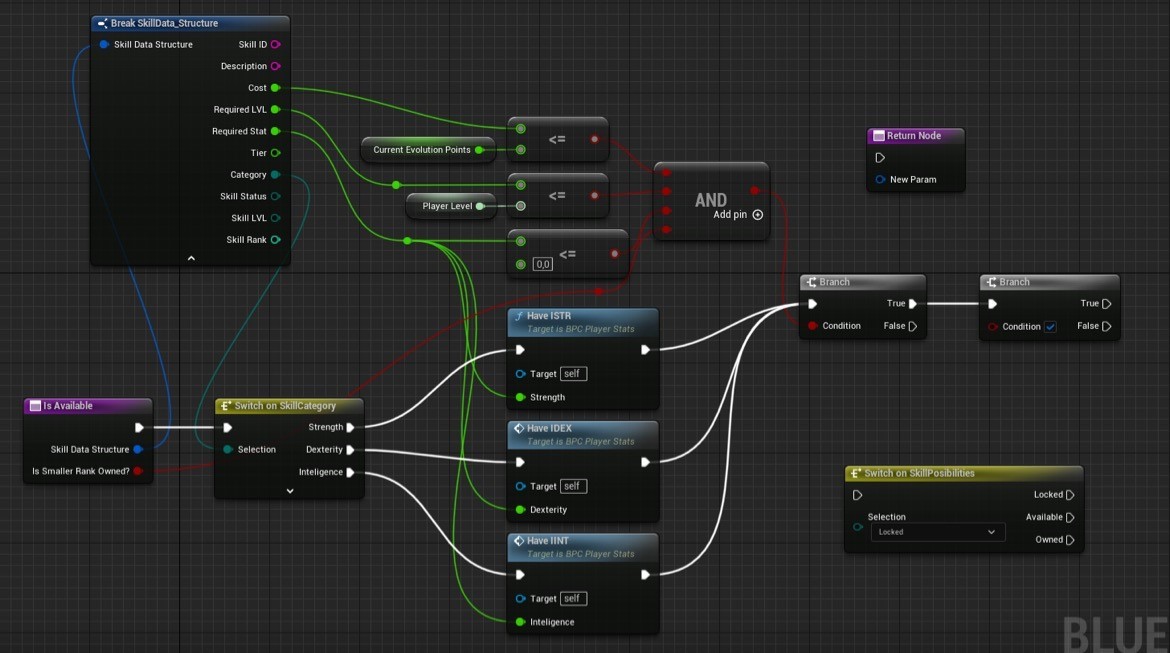 Break SkillData_Structure
Skill Data Structure
Skill ID
Description
Cost
Required LVL
Required Stat
Tier
Category
Skill Status
Skill LVL
Skill Rank
Current Evolution Points
<=
Player Level
<=
<=
0,0
AND
Add pin
Return Node
New Param
Branch
True
Condition
False
Branch
True
Condition
False
Have ISTR
Target is BPC Player Stats
Target
self
Strength
Is Available
Skill Data Structure
Is Smaller Rank Owned?
Switch on SkillCategory
Strength
Selection
Dexterity
Inteligence
Have IDEX
Target is BPC Player Stats
Target
self
Dexterity
Switch on SkillPosibilities
Locked
Selection
Available
Locked
Owned
Have IINT
Target is BPC Player Stats
Target
self
Inteligence
BLUE